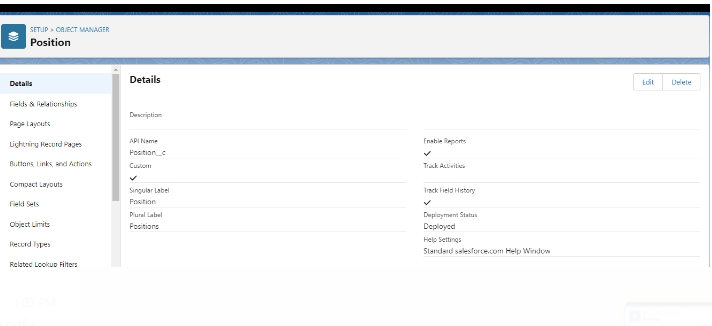 SETUP > OBJECT MANAGER
Position
Details
Fields & Relationships
Page Layouts
Lightning Record Pages
Buttons, Links, and Actions
Compact Layouts
Field Sets
Object Limits
Record Types
Related Lookup Filters
Details
Edit
Delete
Description
API Name
Position__c
Custom
Singular Label
Position
Plural Label
Positions
Enable Reports
Track Activities
Track Field History
Deployment Status
Deployed
Help Settings
Standard salesforce.com Help Window